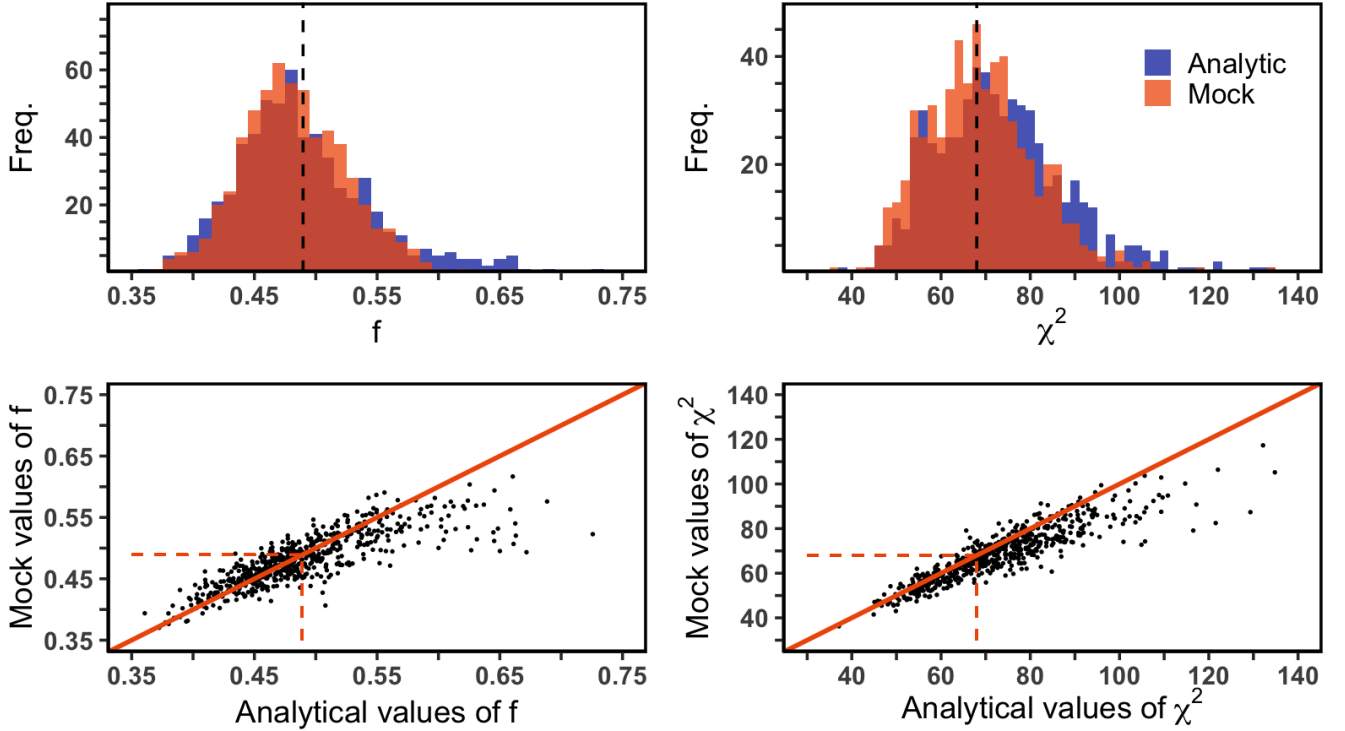 Freq.
60
40
20
0.35 0.45 0.55 0.65 0.75
f
Freq.
40
20
40 60 80 100 120 140
χ²
Analytic
Mock
Mock values of f
0.75
0.65
0.55
0.45
0.35
0.35 0.45 0.55 0.65 0.75
Analytical values of f
Mock values of χ²
140
120
100
80
60
40
40 60 80 100 120 140
Analytical values of χ²